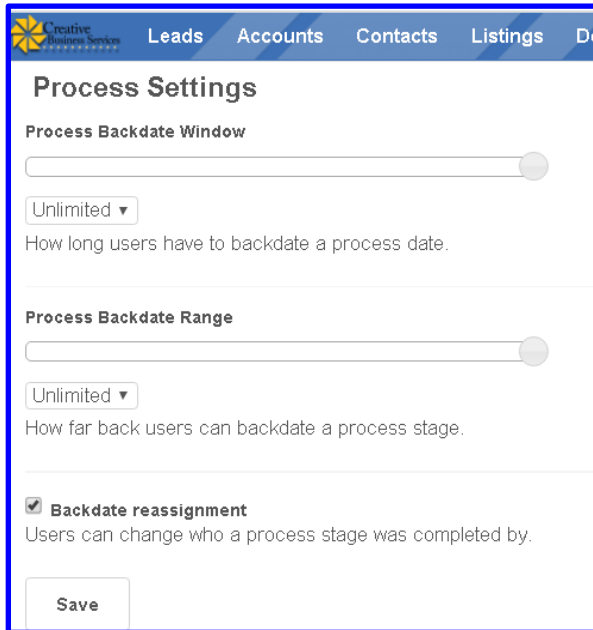 Creative
Business Services
Leads Accounts Contacts Listings
Process Settings
Process Backdate Window
Unlimited
How long users have to backdate a process date.
Process Backdate Range
Unlimited
How far back users can backdate a process stage.
Backdate reassignment
Users can change who a process stage was completed by.
Save